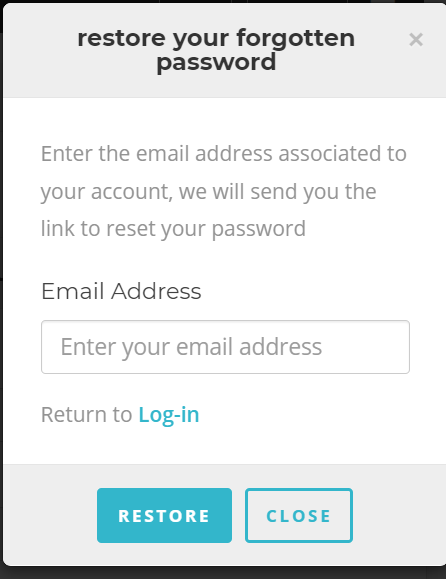 restore your forgotten
password
×
Enter the email address associated to
your account, we will send you the
link to reset your password
Email Address
Enter your email address
Return to Log-in
RESTORE
CLOSE